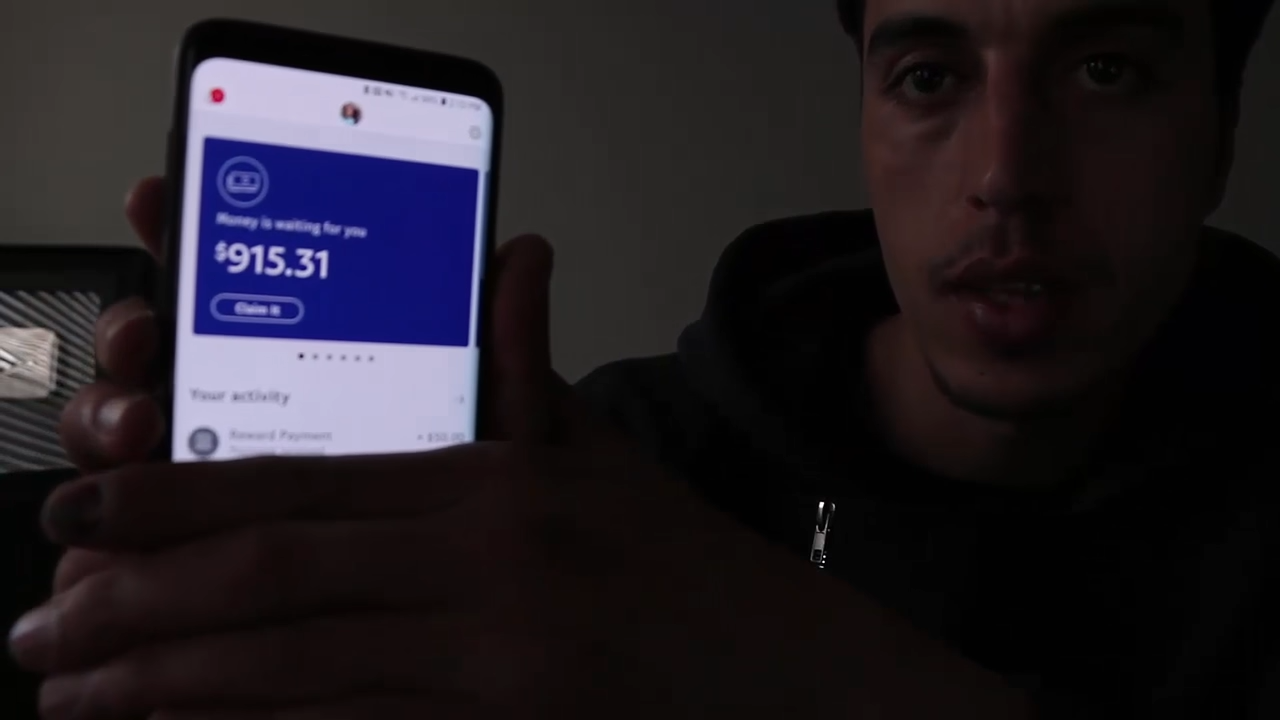 Money is waiting for you
$915.31
Claim it
Your activity
Reward Payment